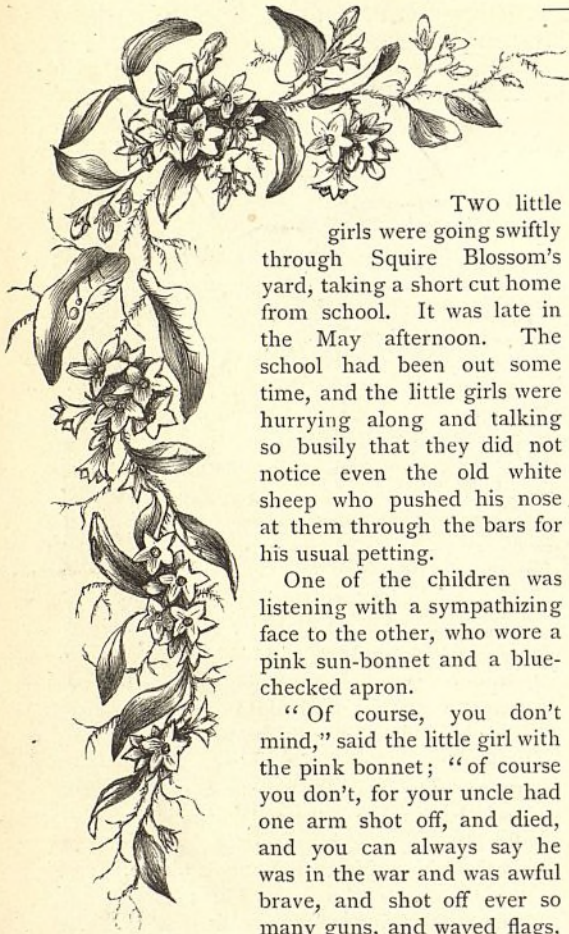 TWO little
girls were going swiftly
through Squire Blossom's
yard, taking a short cut home
from school. It was late in
the May afternoon. The
school had been out some
time, and the little girls were
hurrying along and talking
so busily that they did not
notice even the old white
sheep who pushed his nose
at them through the bars for
his usual petting.
One of the children was
listening with a sympathizing
face to the other, who wore a
pink sun-bonnet and a blue-
checked apron.
“ Of course, you don't
mind,” said the little girl with
the pink bonnet; “ of course
you don't, for your uncle had
one arm shot off, and died,
and you can always say he
was in the war and was awful
brave, and shot off ever so
many guns, and waved flags.